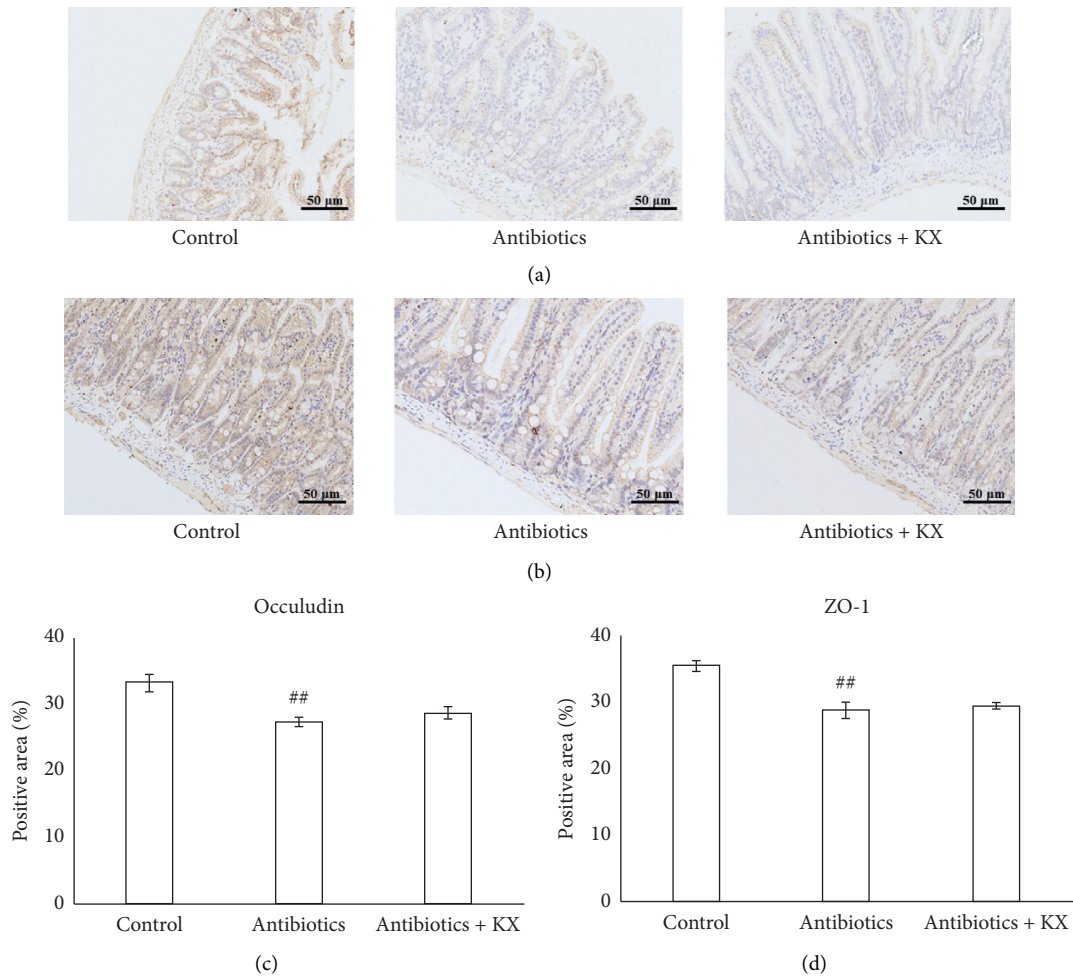 50 µm
50 µm
50 µm
Control
Antibiotics
Antibiotics + KX
(a)
50 µm
50 µm
50 µm
Control
Antibiotics
Antibiotics + KX
(b)
Occuludin
Positive area (%)
40
30
20
10
0
##
Control
Antibiotics
Antibiotics + KX
(c)
ZO-1
Positive area (%)
40
30
20
10
0
##
Control
Antibiotics
Antibiotics + KX
(d)